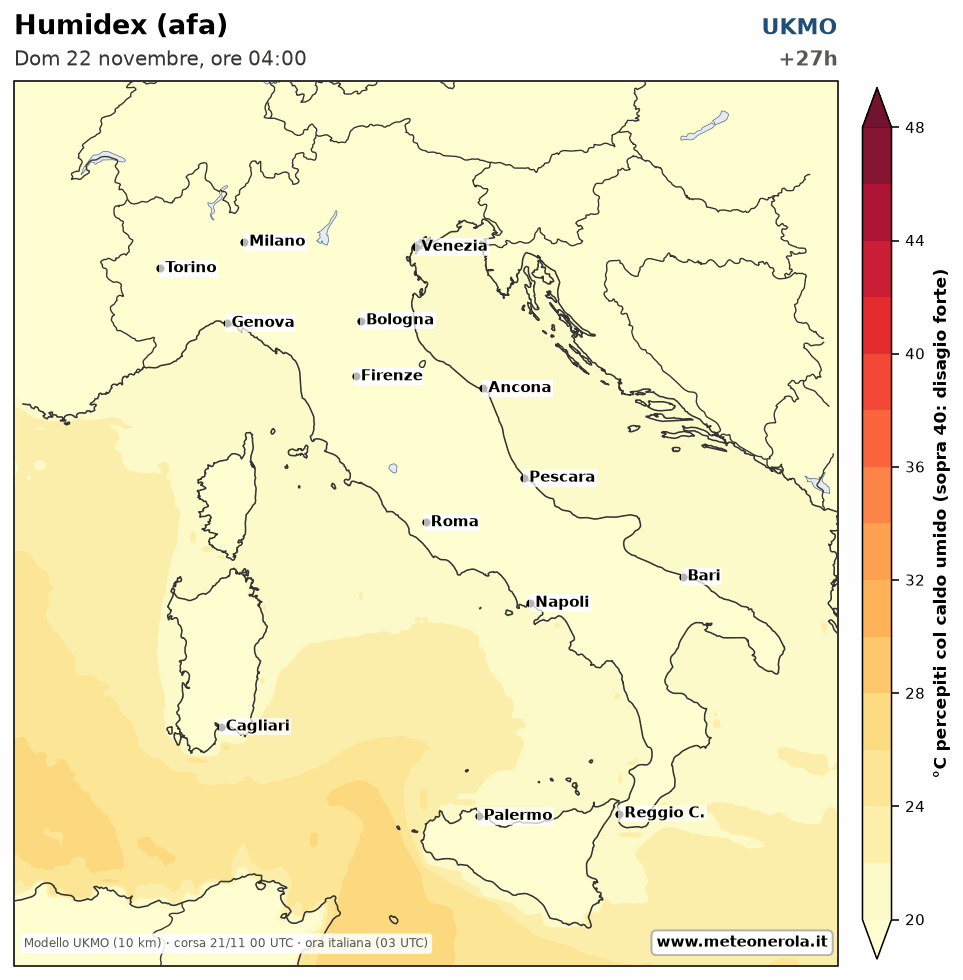 Humidex (afa)
UKMO
Dom 22 novembre, ore 04:00
+27h
48
44
40
36
32
28
24
20
°C percepiti col caldo umido (sopra 40: disagio forte)
Milano
Venezia
Torino
Genova
Bologna
Firenze
Ancona
Pescara
Roma
Bari
Napoli
Cagliari
Palermo
Reggio C.
Modello UKMO (10 km) · corsa 21/11 00 UTC · ora italiana (03 UTC)
www.meteonerola.it